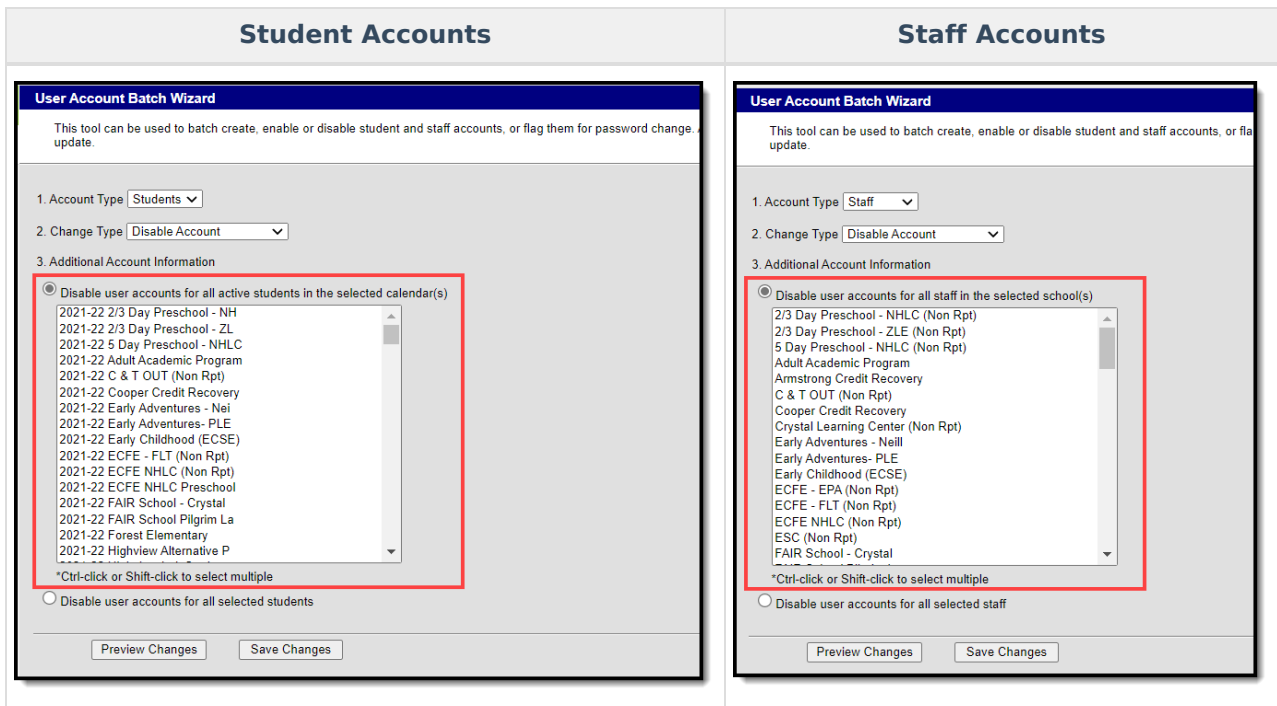 Student Accounts
Staff Accounts
User Account Batch Wizard
This tool can be used to batch create, enable or disable student and staff accounts, or flag them for password change.
update.
1. Account Type Students
2. Change Type Disable Account
3. Additional Account Information
Disable user accounts for all active students in the selected calendar(s)
2021-22 2/3 Day Preschool - NH
2021-22 2/3 Day Preschool - ZL
2021-22 5 Day Preschool - NHLC
2021-22 Adult Academic Program
2021-22 C & T OUT (Non Rpt)
2021-22 Cooper Credit Recovery
2021-22 Early Adventures - Nei
2021-22 Early Adventures- PLE
2021-22 Early Childhood (ECSE)
2021-22 ECFE - FLT (Non Rpt)
2021-22 ECFE NHLC (Non Rpt)
2021-22 ECFE NHLC Preschool
2021-22 FAIR School - Crystal
2021-22 FAIR School Pilgrim La
2021-22 Forest Elementary
2021-22 Highview Alternative P
*Ctrl-click or Shift-click to select multiple
Disable user accounts for all selected students
Preview Changes Save Changes
User Account Batch Wizard
This tool can be used to batch create, enable or disable student and staff accounts, or fla
update.
1. Account Type Staff
2. Change Type Disable Account
3. Additional Account Information
Disable user accounts for all staff in the selected school(s)
2/3 Day Preschool - NHLC (Non Rpt)
2/3 Day Preschool - ZLE (Non Rpt)
5 Day Preschool - NHLC (Non Rpt)
Adult Academic Program
Armstrong Credit Recovery
C & T OUT (Non Rpt)
Cooper Credit Recovery
Crystal Learning Center (Non Rpt)
Early Adventures - Neill
Early Adventures- PLE
Early Childhood (ECSE)
ECFE - EPA (Non Rpt)
ECFE - FLT (Non Rpt)
ECFE NHLC (Non Rpt)
ESC (Non Rpt)
FAIR School - Crystal
*Ctrl-click or Shift-click to select multiple
Disable user accounts for all selected staff
Preview Changes Save Changes